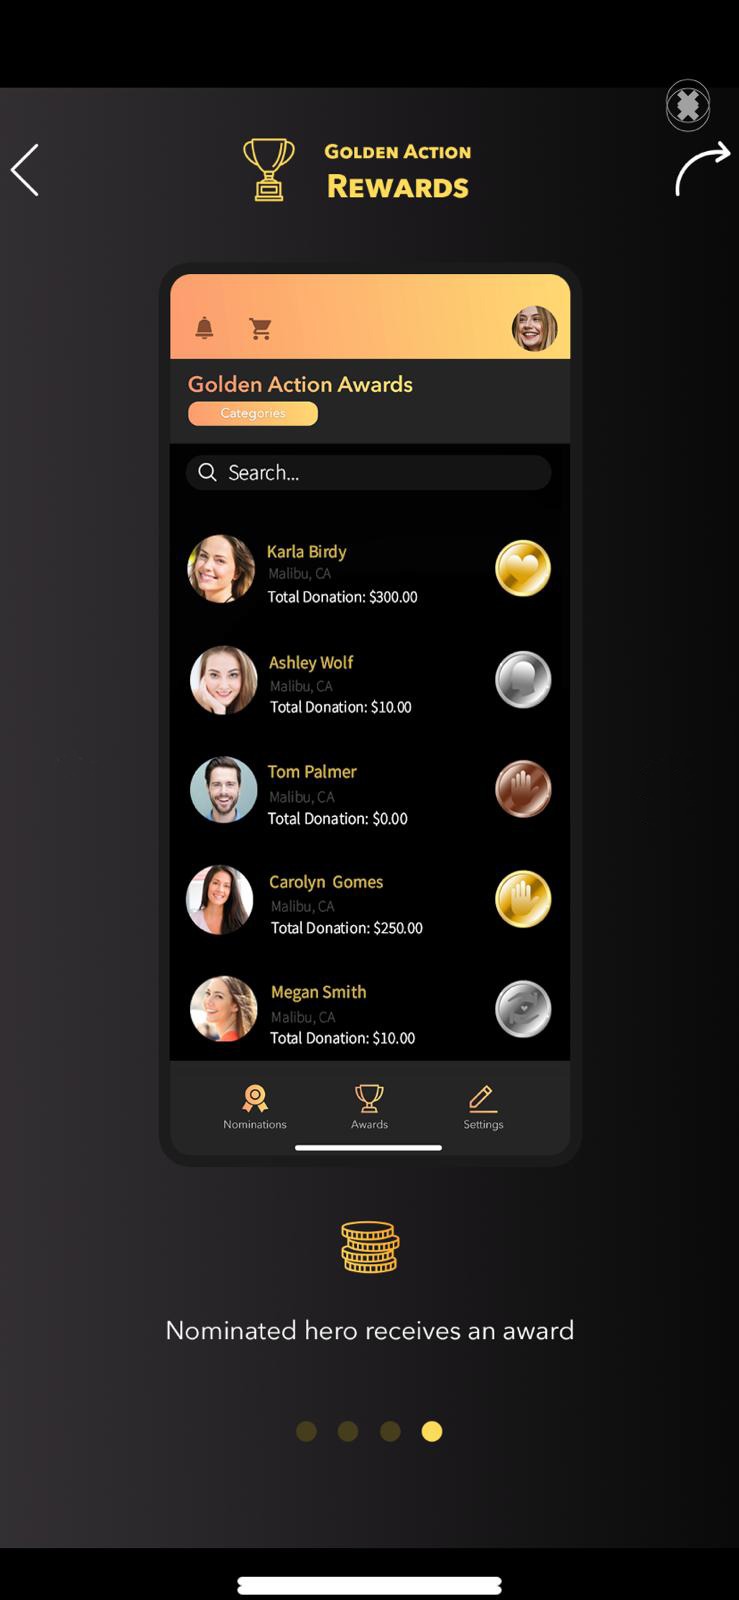 Golden Action
Rewards
Golden Action Awards
Categories
Search...
Karla Birdy
Malibu, CA
Total Donation: $300.00
Ashley Wolf
Malibu, CA
Total Donation: $10.00
Tom Palmer
Malibu, CA
Total Donation: $0.00
Carolyn Gomes
Malibu, CA
Total Donation: $250.00
Megan Smith
Malibu, CA
Total Donation: $10.00
Nominations Awards Settings
Nominated hero receives an award